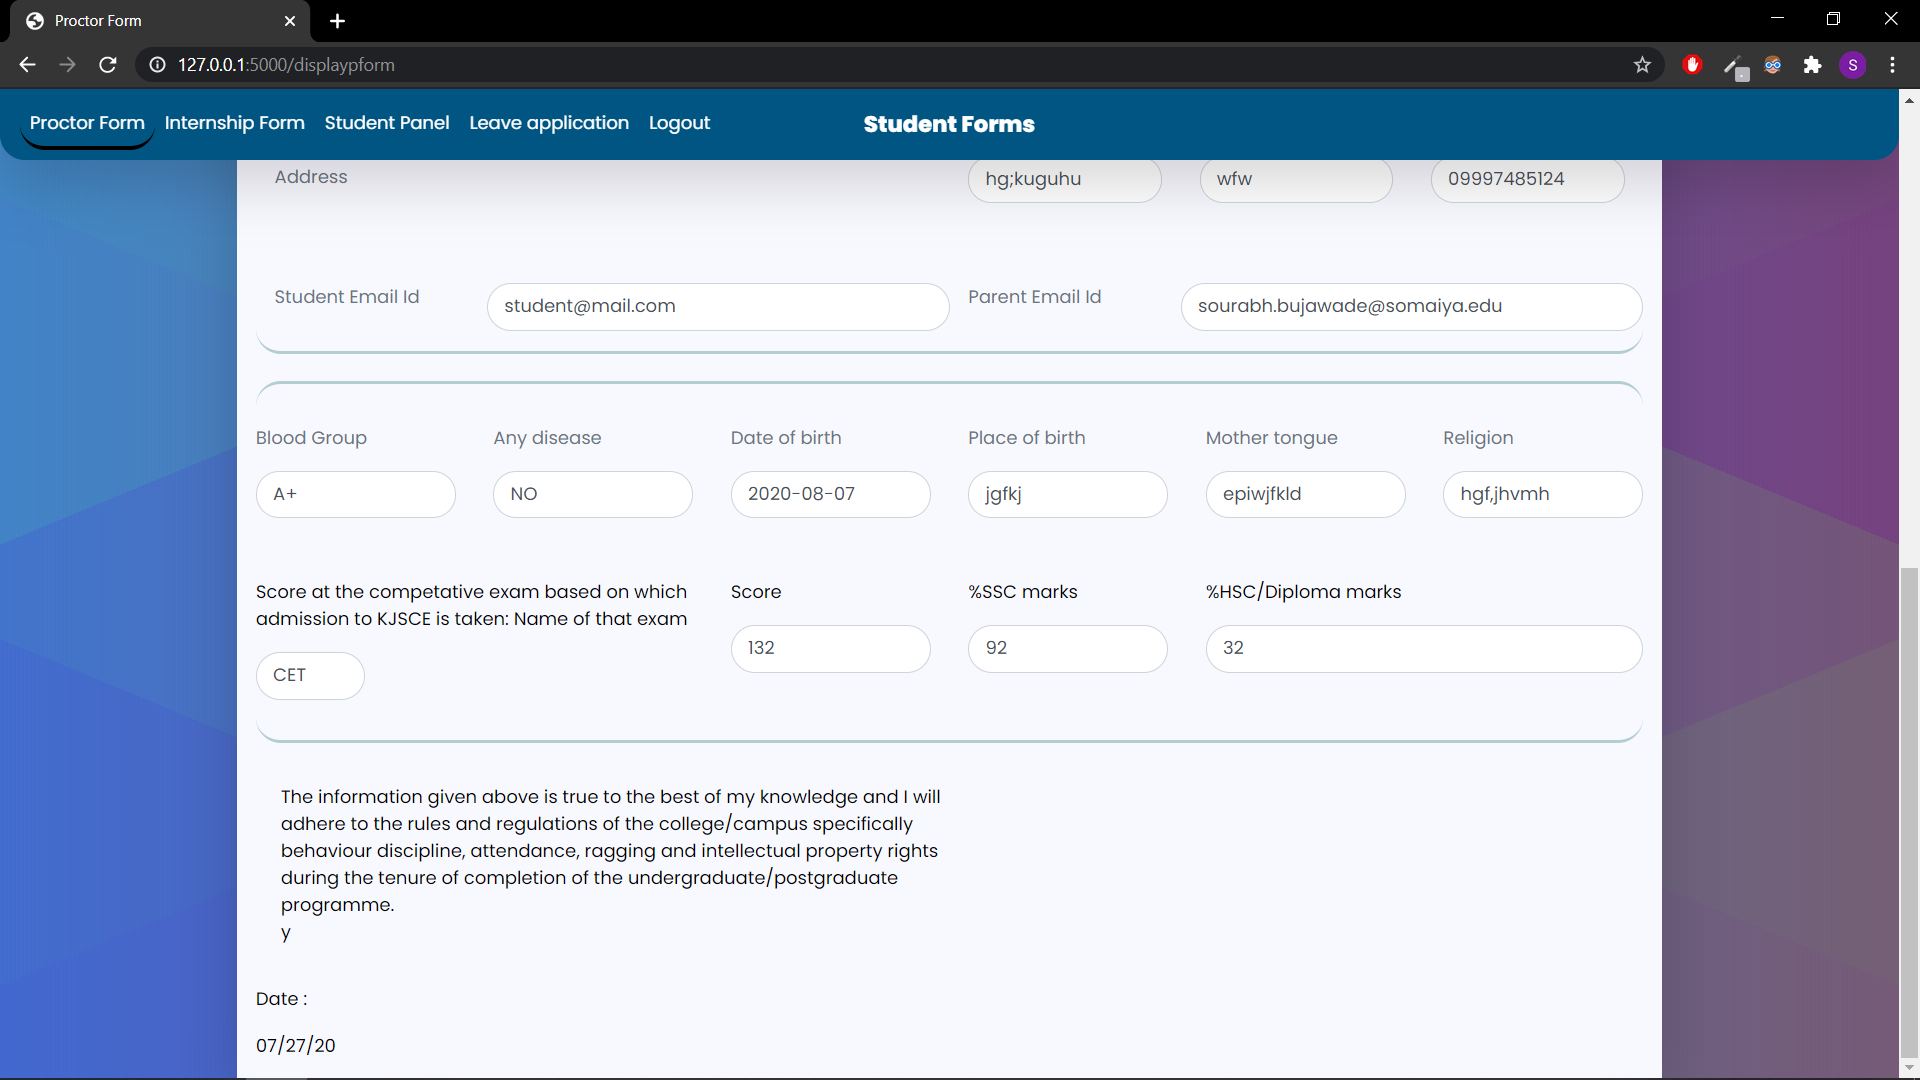 Proctor Form
127.0.0.1:5000/displaypform
S
Proctor Form Internship Form Student Panel Leave application Logout Student Forms
Address hg;kuguhu wfw 09997485124
Student Email Id student@mail.com Parent Email Id sourabh.bujawade@somaiya.edu
Blood Group Any disease Date of birth Place of birth Mother tongue Religion
A+ NO 2020-08-07 jgfkj epiwjfkld hgf,jhvmh
Score at the competative exam based on which Score %SSC marks %HSC/Diploma marks
admission to KJSCE is taken: Name of that exam
132 92 32
CET
The information given above is true to the best of my knowledge and I will
adhere to the rules and regulations of the college/campus specifically
behaviour discipline, attendance, ragging and intellectual property rights
during the tenure of completion of the undergraduate/postgraduate
programme.
y
Date :
07/27/20